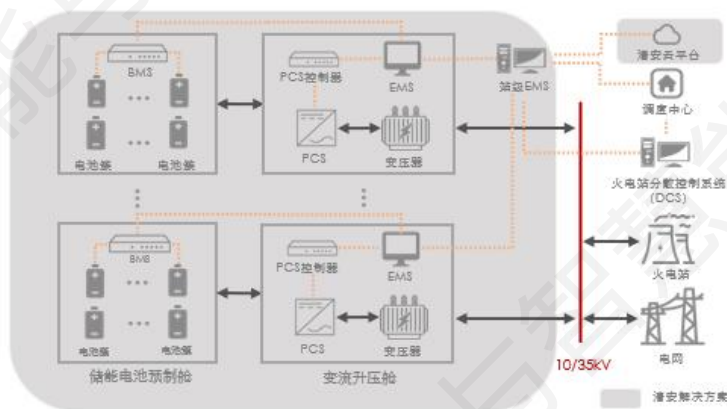 BMS
PCS控制器
EMS
站级EMS
清安云平台
调度中心
电池簇
电池簇
PCS
变压器
火电站分散控制系统
(DCS)
BMS
PCS控制器
EMS
火电站
电池簇
电池簇
PCS
变压器
10/35kV
电网
储能电池预制舱
变流升压舱
清安解决方案